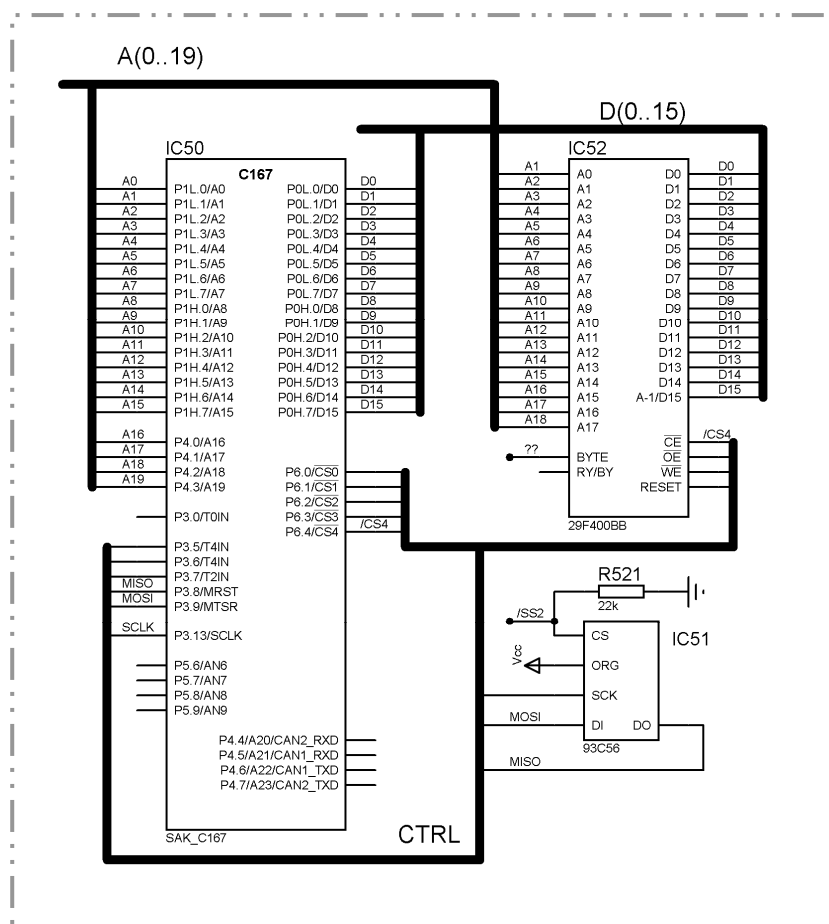 A(0..19)
D(0..15)
IC50
C167
A0 P1L.0/A0 P0L.0/D0 D0
A1 P1L.1/A1 P0L.1/D1 D1
A2 P1L.2/A2 P0L.2/D2 D2
A3 P1L.3/A3 P0L.3/D3 D3
A4 P1L.4/A4 P0L.4/D4 D4
A5 P1L.5/A5 P0L.5/D5 D5
A6 P1L.6/A6 P0L.6/D6 D6
A7 P1L.7/A7 P0L.7/D7 D7
A8 P1H.0/A8 P0H.0/D8 D8
A9 P1H.1/A9 P0H.1/D9 D9
A10 P1H.2/A10 P0H.2/D10 D10
A11 P1H.3/A11 P0H.3/D11 D11
A12 P1H.4/A12 P0H.4/D12 D12
A13 P1H.5/A13 P0H.5/D13 D13
A14 P1H.6/A14 P0H.6/D14 D14
A15 P1H.7/A15 P0H.7/D15 D15
A16 P4.0/A16
A17 P4.1/A17
A18 P4.2/A18 P6.0/CS0
A19 P4.3/A19 P6.1/CS1
P6.2/CS2
P3.0/T0IN P6.3/CS3
P6.4/CS4 /CS4
P3.5/T4IN
P3.6/T4IN
P3.7/T2IN
MISO P3.8/MRST
MOSI P3.9/MTSR
SCLK P3.13/SCLK
P5.6/AN6
P5.7/AN7
P5.8/AN8
P5.9/AN9
P4.4/A20/CAN2_RXD
P4.5/A21/CAN1_RXD
P4.6/A22/CAN1_TXD
P4.7/A23/CAN2_TXD
SAK_C167
CTRL
IC52
A1 A0 D0 D0
A2 A1 D1 D1
A3 A2 D2 D2
A4 A3 D3 D3
A5 A4 D4 D4
A6 A5 D5 D5
A7 A6 D6 D6
A8 A7 D7 D7
A9 A8 D8 D8
A10 A9 D9 D9
A11 A10 D10 D10
A12 A11 D11 D11
A13 A12 D12 D12
A14 A13 D13 D13
A15 A14 D14 D14
A16 A15 A-1/D15 D15
A17 A16
A18 A17
CE /CS4
?? BYTE OE
RY/BY WE
RESET
29F400BB
R521
22k
/SS2
CS
IC51
Vcc ORG
SCK
MOSI DI DO
93C56
MISO